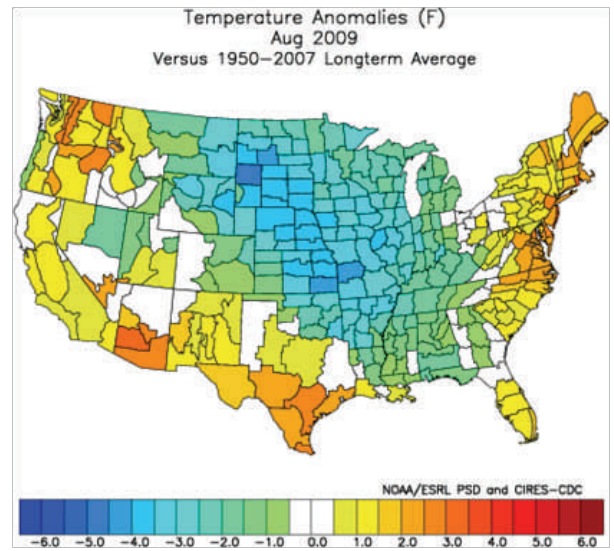 Temperature Anomalies (F)
Aug 2009
Versus 1950-2007 Longterm Average
NOAA/ESRL PSD and CIRES-CDC
-6.0 -5.0 -4.0 -3.0 -2.0 -1.0 0.0 1.0 2.0 3.0 4.0 5.0 6.0